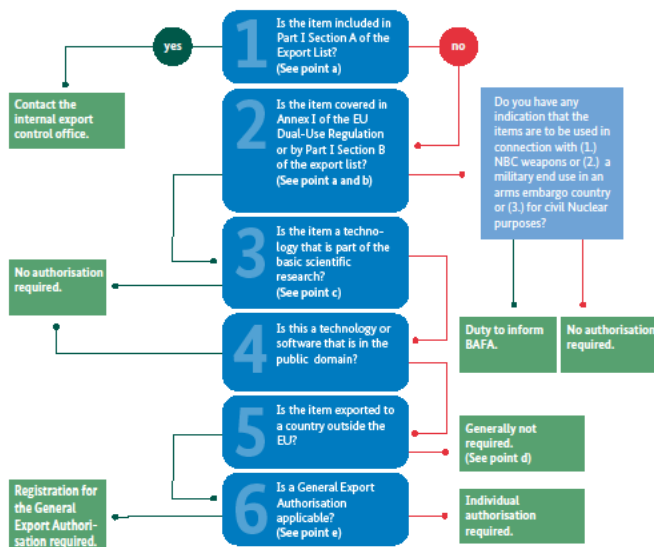 yes
1
Is the item included in
Part I Section A of the
Export List?
(See point a)
no
Contact the
internal export
control office.
2
Is the item covered in
Annex I of the EU
Dual-Use Regulation
or by Part I Section B
of the export list?
(See point a and b)
Do you have any
indication that the
items are to be used in
connection with (1.)
NBC weapons or (2.) a
military end use in an
arms embargo country
or (3.) for civil Nuclear
purposes?
3
Is the item a techno-
logy that is part of the
basic scientific
research?
(See point c)
No authorisation
required.
4
Is this a technology or
software that is in the
public domain?
Duty to inform
BAFA.
No authorisation
required.
5
Is the item exported to
a country outside the
EU?
Generally not
required.
(See point d)
6
Is a General Export
Authorisation
applicable?
(See point e)
Registration for
the General
Export Authori-
sation required.
Individual
authorisation
required.